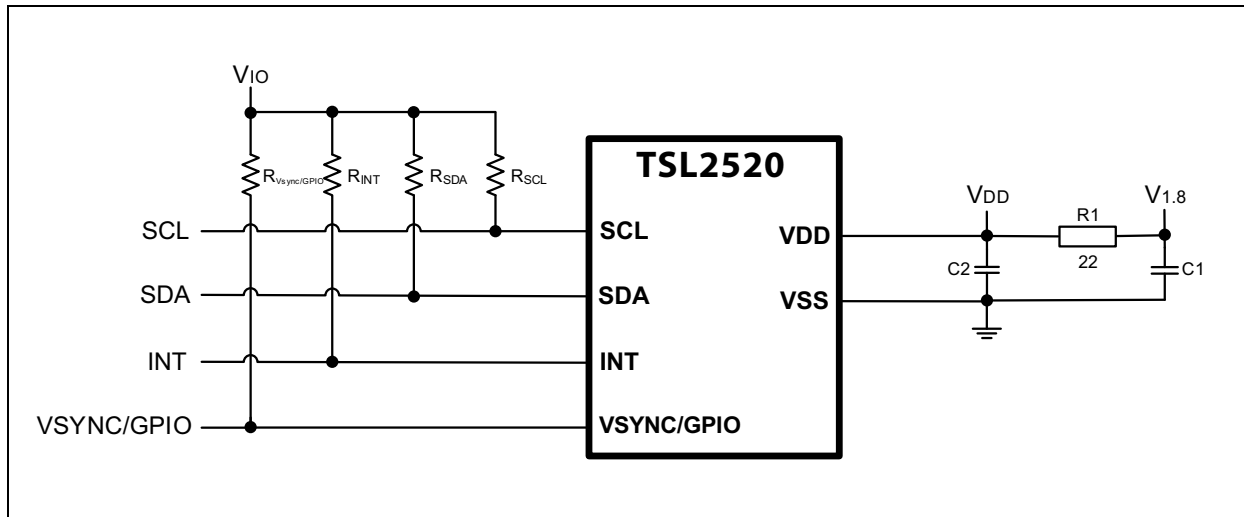 VIO
RVsync/GPIO
RINT
RSDA
RSCL
TSL2520
SCL
SCL
SDA
SDA
INT
INT
VSYNC/GPIO
VSYNC/GPIO
VDD
VSS
VDD
R1
22
V1.8
C2
C1